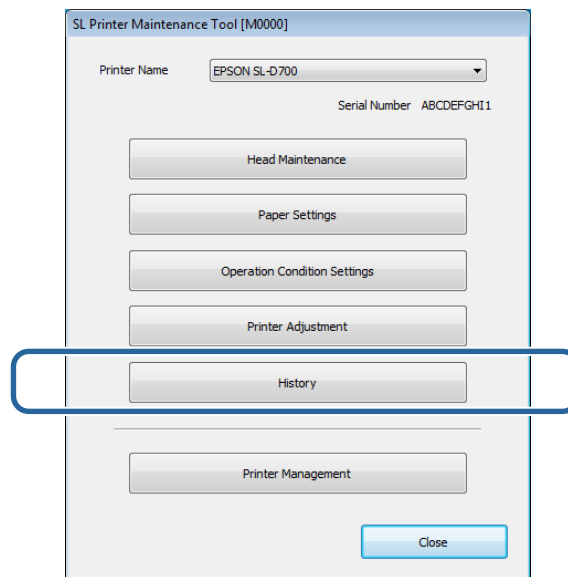 SL Printer Maintenance Tool [M0000]
Printer Name EPSON SL-D700
Serial Number ABCDEFGHI1
Head Maintenance
Paper Settings
Operation Condition Settings
Printer Adjustment
History
Printer Management
Close